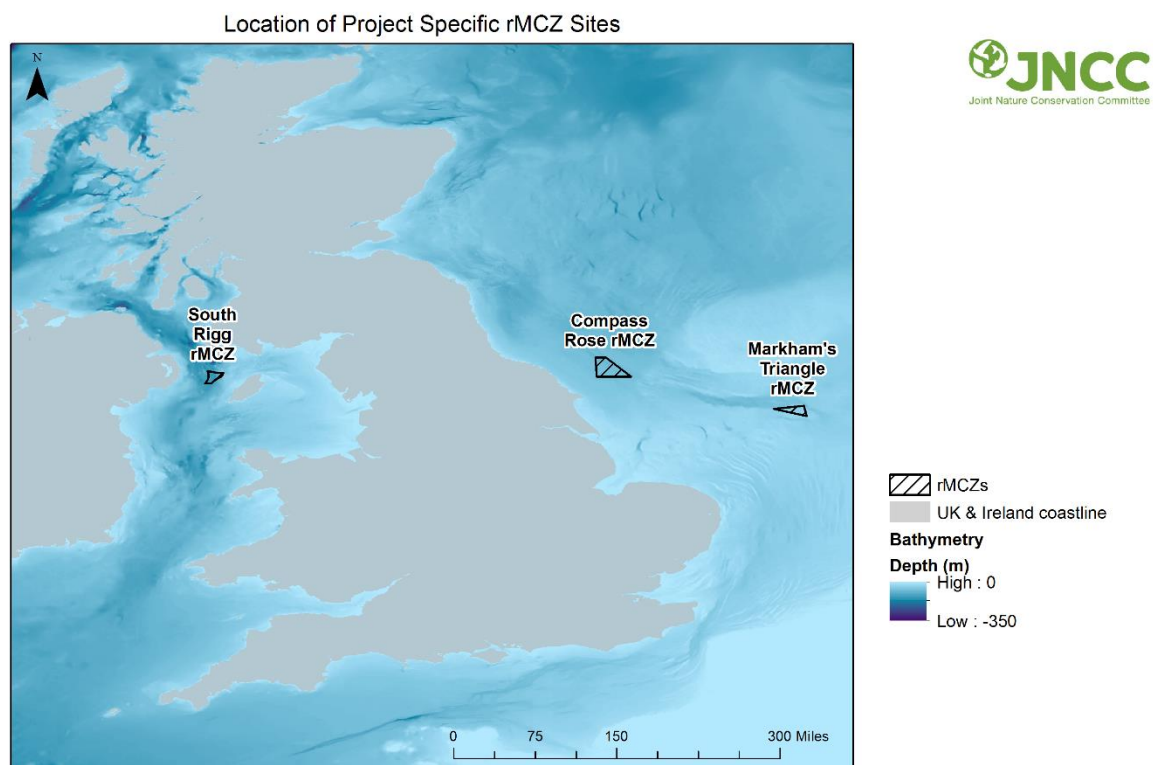 Location of Project Specific rMCZ Sites
N
JNCC
Joint Nature Conservation Committee
South
Rigg
rMCZ
Compass
Rose rMCZ
Markham's
Triangle
rMCZ
rMCZs
UK & Ireland coastline
Bathymetry
Depth (m)
High : 0
Low : -350
0 75 150 300 Miles